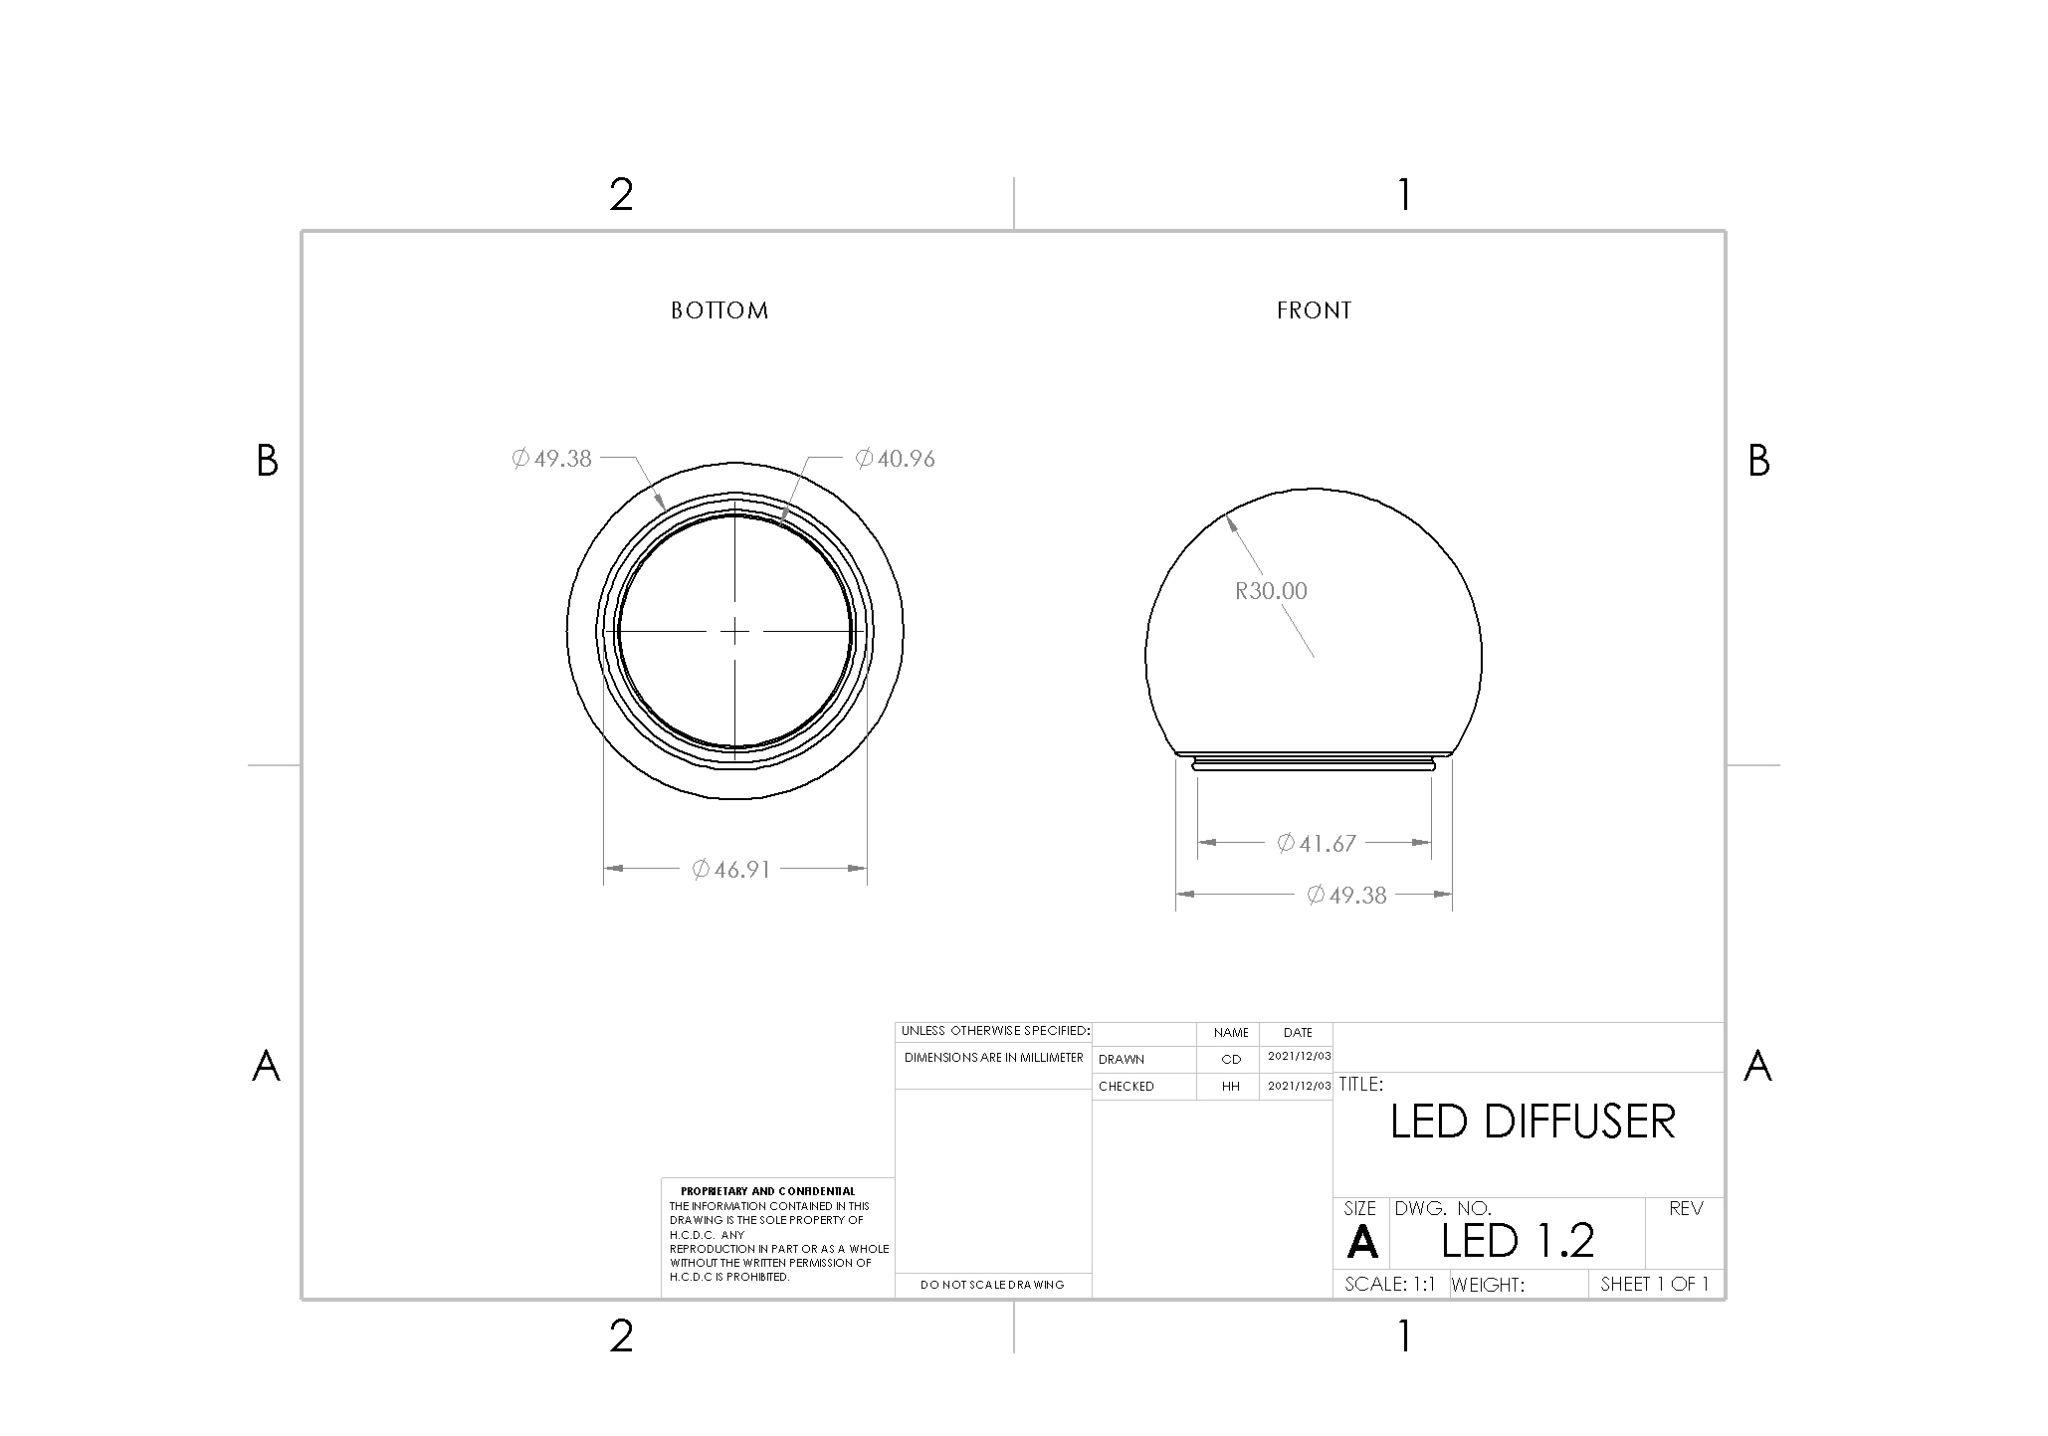 2 1
BOTTOM FRONT
B B
∅49.38 ∅40.96
R30.00
∅41.67
∅46.91
∅49.38
A A
UNLESS OTHERWISE SPECIFIED:
DIMENSIONS ARE IN MILLIMETER
NAME DATE
DRAWN CD 2021/12/03
CHECKED HH 2021/12/03
TITLE:
LED DIFFUSER
PROPRIETARY AND CONFIDENTIAL
THE INFORMATION CONTAINED IN THIS
DRAWING IS THE SOLE PROPERTY OF
H.C.D.C. ANY
REPRODUCTION IN PART OR AS A WHOLE
WITHOUT THE WRITTEN PERMISSION OF
H.C.D.C IS PROHIBITED.
DO NOT SCALE DRAWING
SIZE DWG. NO. REV
A LED 1.2
SCALE: 1:1 WEIGHT: SHEET 1 OF 1
2 1